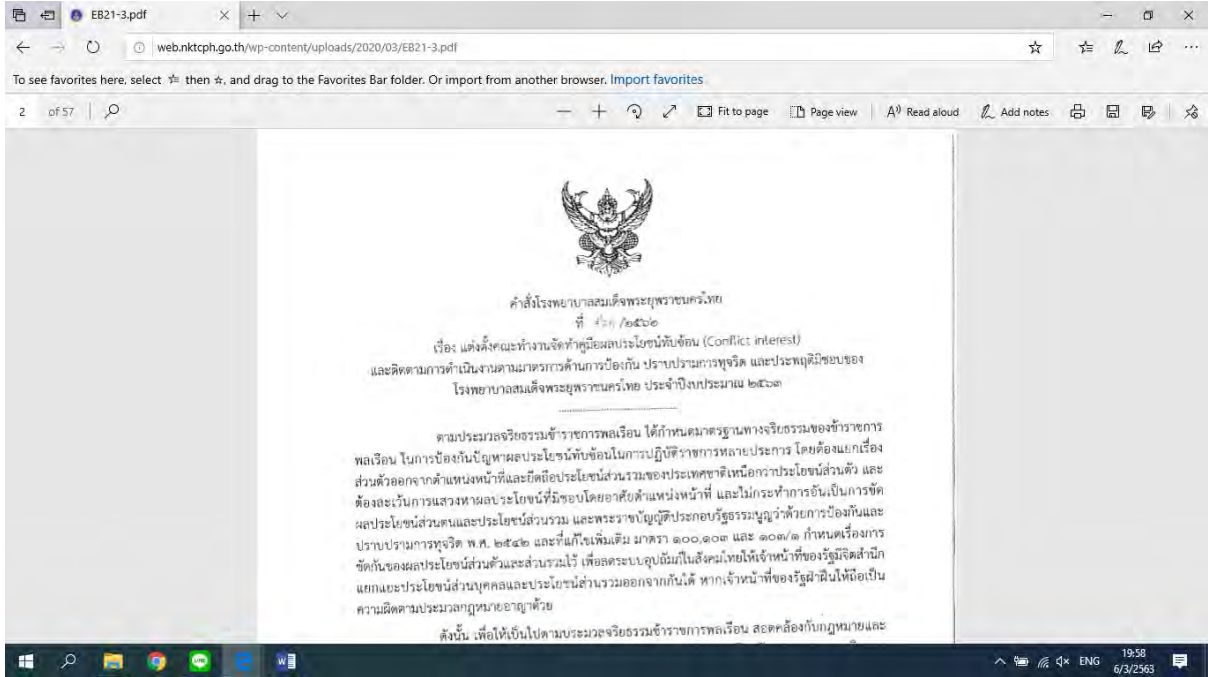 EB21-3.pdf
web.nktcph.go.th/wp-content/uploads/2020/03/EB21-3.pdf
To see favorites here, select then, and drag to the Favorites Bar folder. Or import from another browser. Import favorites
2 of 57 Fit to page Page view Read aloud Add notes
คำสั่งโรงพยาบาลสมเด็จพระยุพราชนครไทย
ที่ /๒๕๖๒
เรื่อง แต่งตั้งคณะทำงานจัดทำคู่มือผลประโยชน์ทับซ้อน (Conflict interest)
และติดตามการดำเนินงานตามมาตรการด้านการป้องกัน ปราบปรามการทุจริต และประพฤติมิชอบของ
โรงพยาบาลสมเด็จพระยุพราชนครไทย ประจำปีงบประมาณ ๒๕๖๓
ตามประมวลจริยธรรมข้าราชการพลเรือน ได้กำหนดมาตรฐานทางจริยธรรมของข้าราชการ
พลเรือน ในการป้องกันปัญหาผลประโยชน์ทับซ้อนในการปฏิบัติราชการหลายประการ โดยต้องแยกเรื่อง
ส่วนตัวออกจากตำแหน่งหน้าที่และยึดถือประโยชน์ส่วนรวมของประเทศชาติเหนือกว่าประโยชน์ส่วนตัว และ
ต้องละเว้นการแสวงหาผลประโยชน์ที่มิชอบโดยอาศัยตำแหน่งหน้าที่ และไม่กระทำการอันเป็นการขัด
ผลประโยชน์ส่วนตนและประโยชน์ส่วนรวม และพระราชบัญญัติประกอบรัฐธรรมนูญว่าด้วยการป้องกันและ
ปราบปรามการทุจริต พ.ศ. ๒๕๔๒ และที่แก้ไขเพิ่มเติม มาตรา ๑๐๐,๑๐๓ และ ๑๐๓/๑ กำหนดเรื่องการ
ขัดกันของผลประโยชน์ส่วนตัวและส่วนรวมไว้ เพื่อลดระบบอุปถัมภ์ในสังคมไทยให้เจ้าหน้าที่ของรัฐมีจิตสำนึก
แยกแยะประโยชน์ส่วนบุคคลและประโยชน์ส่วนรวมออกจากกันได้ หากเจ้าหน้าที่ของรัฐฝ่าฝืนให้ถือเป็น
ความผิดตามประมวลกฎหมายอาญาด้วย
ดังนั้น เพื่อให้เป็นไปตามประมวลจริยธรรมข้าราชการพลเรือน สอดคล้องกับกฎหมายและ
ENG 19:58
6/3/2563